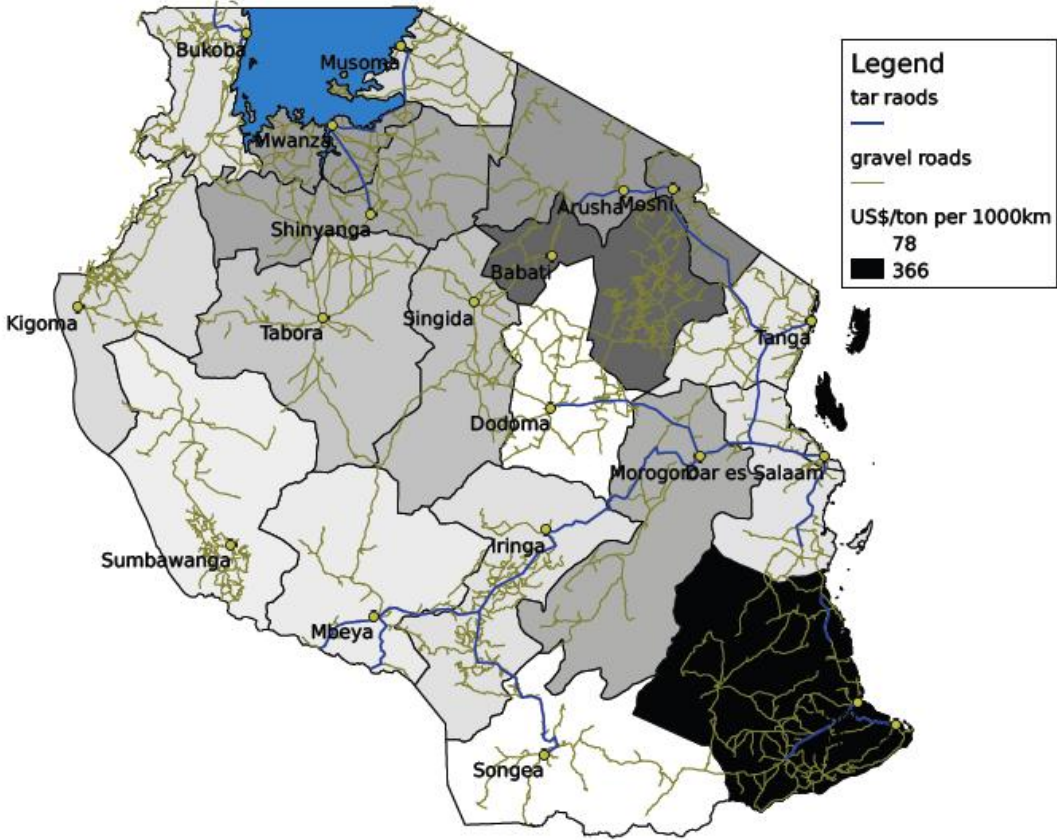 Bukoba
Musoma
Mwanza
Shinyanga
Arusha
Moshi
Babati
Kigoma
Tabora
Singida
Tanga
Dodoma
Morogoro
Dar es Salaam
Sumbawanga
Iringa
Mbeya
Songea
Legend
tar raods
gravel roads
US$/ton per 1000km
78
366